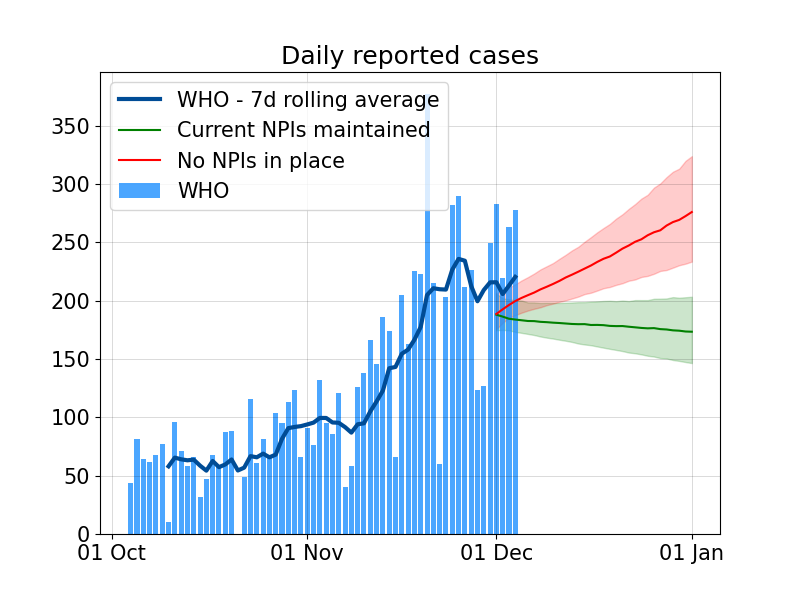 Daily reported cases
WHO - 7d rolling average
Current NPIs maintained
No NPIs in place
WHO
350
300
250
200
150
100
50
0
01 Oct
01 Nov
01 Dec
01 Jan